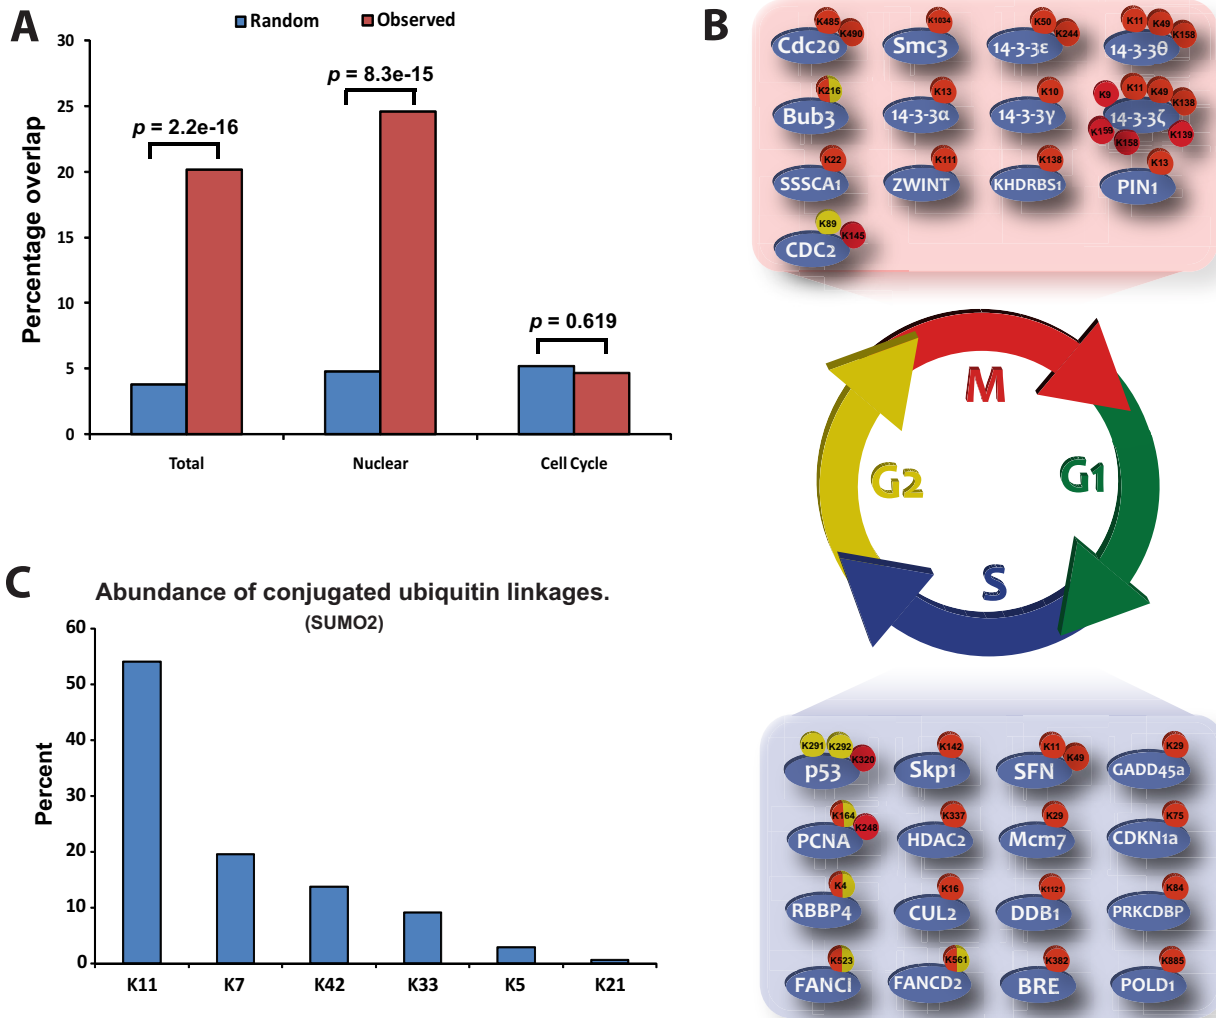 A
Random
Observed
Percentage overlap
30
25
20
15
10
5
0
p = 2.2e-16
p = 8.3e-15
p = 0.619
Total
Nuclear
Cell Cycle
B
K485
K490
Cdc20
K1034
Smc3
K50
K244
14-3-3ε
K11
K49
K158
14-3-3θ
K216
Bub3
K13
14-3-3α
K10
14-3-3γ
K9
K11
K49
K138
K139
K158
K159
14-3-3ζ
K22
SSSCA1
K111
ZWINT
K138
KHDRBS1
K13
PIN1
K89
K145
CDC2
M
G1
S
G2
K291
K292
K320
p53
K142
Skp1
K11
K49
SFN
K29
GADD45a
K164
K248
PCNA
K337
HDAC2
K29
Mcm7
K75
CDKN1a
K4
RBBP4
K16
CUL2
K1121
DDB1
K84
PRKCDBP
K523
FANCI
K561
FANCD2
K382
BRE
K885
POLD1
C
Abundance of conjugated ubiquitin linkages.
(SUMO2)
Percent
60
50
40
30
20
10
0
K11
K7
K42
K33
K5
K21